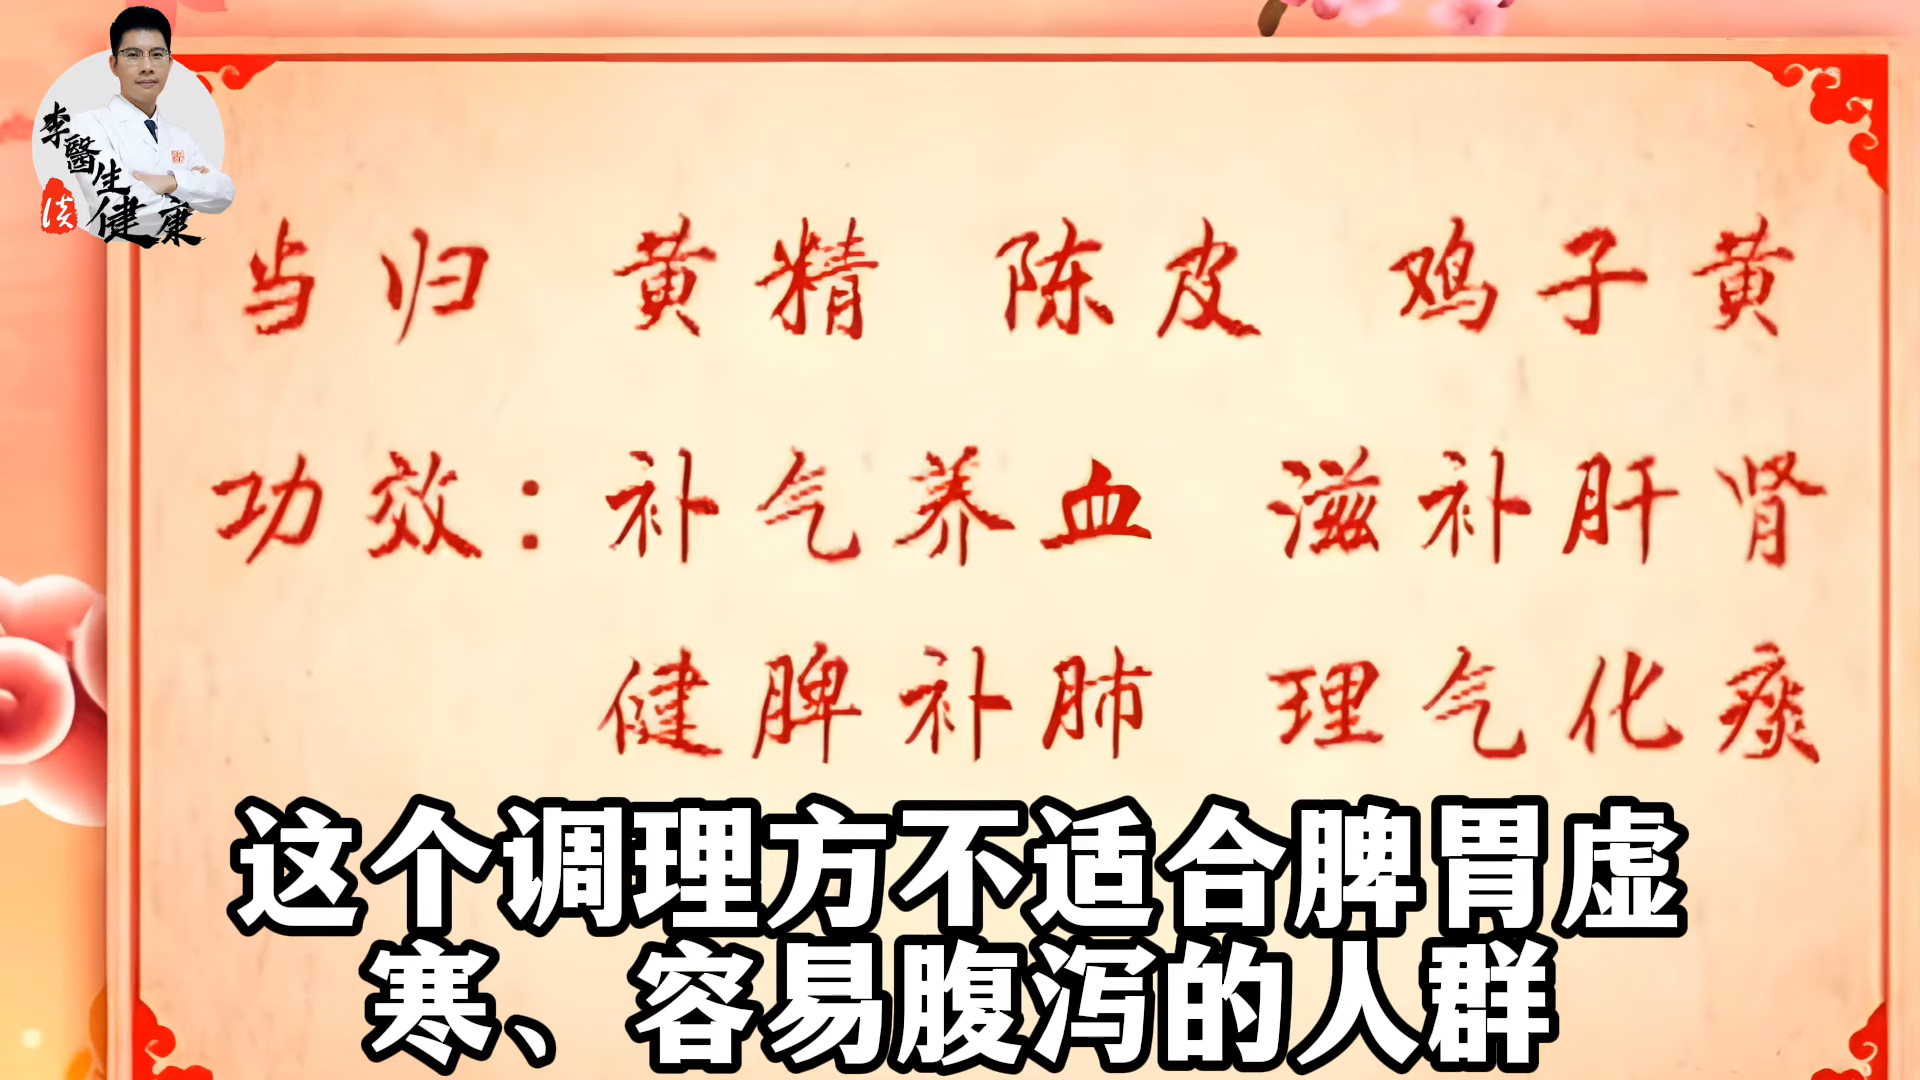 李醫生
谈健康
当归 黄精 陈皮 鸡子黄
功效：补气养血 滋补肝肾
健脾补肺 理气化痰
这个调理方不适合脾胃虚
寒、容易腹泻的人群